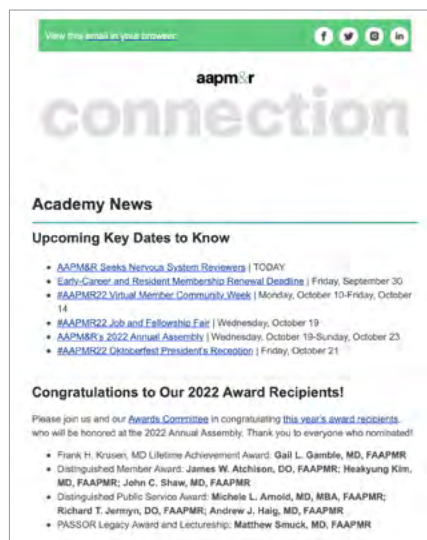 View this email in your browser.
aapm&r
connection
Academy News
Upcoming Key Dates to Know
• AAPM&R Seeks Nervous System Reviewers | TODAY
• Early-Career and Resident Membership Renewal Deadline | Friday, September 30
• #AAPMR22 Virtual Member Community Week | Monday, October 10-Friday, October
14
• #AAPMR22 Job and Fellowship Fair | Wednesday, October 19
• AAPM&R's 2022 Annual Assembly | Wednesday, October 19-Sunday, October 23
• #AAPMR22 Oktoberfest President's Reception | Friday, October 21
Congratulations to Our 2022 Award Recipients!
Please join us and our Awards Committee in congratulating this year's award recipients,
who will be honored at the 2022 Annual Assembly. Thank you to everyone who nominated!
• Frank H. Krusen, MD Lifetime Achievement Award: Gail L. Gamble, MD, FAAPMR
• Distinguished Member Award: James W. Atchison, DO, FAAPMR; Heakyung Kim,
MD, FAAPMR; John C. Shaw, MD, FAAPMR
• Distinguished Public Service Award: Michele L. Arnold, MD, MBA, FAAPMR;
Richard T. Jermyn, DO, FAAPMR; Andrew J. Haig, MD, FAAPMR
• PASSOR Legacy Award and Lectureship: Matthew Smuck, MD, FAAPMR